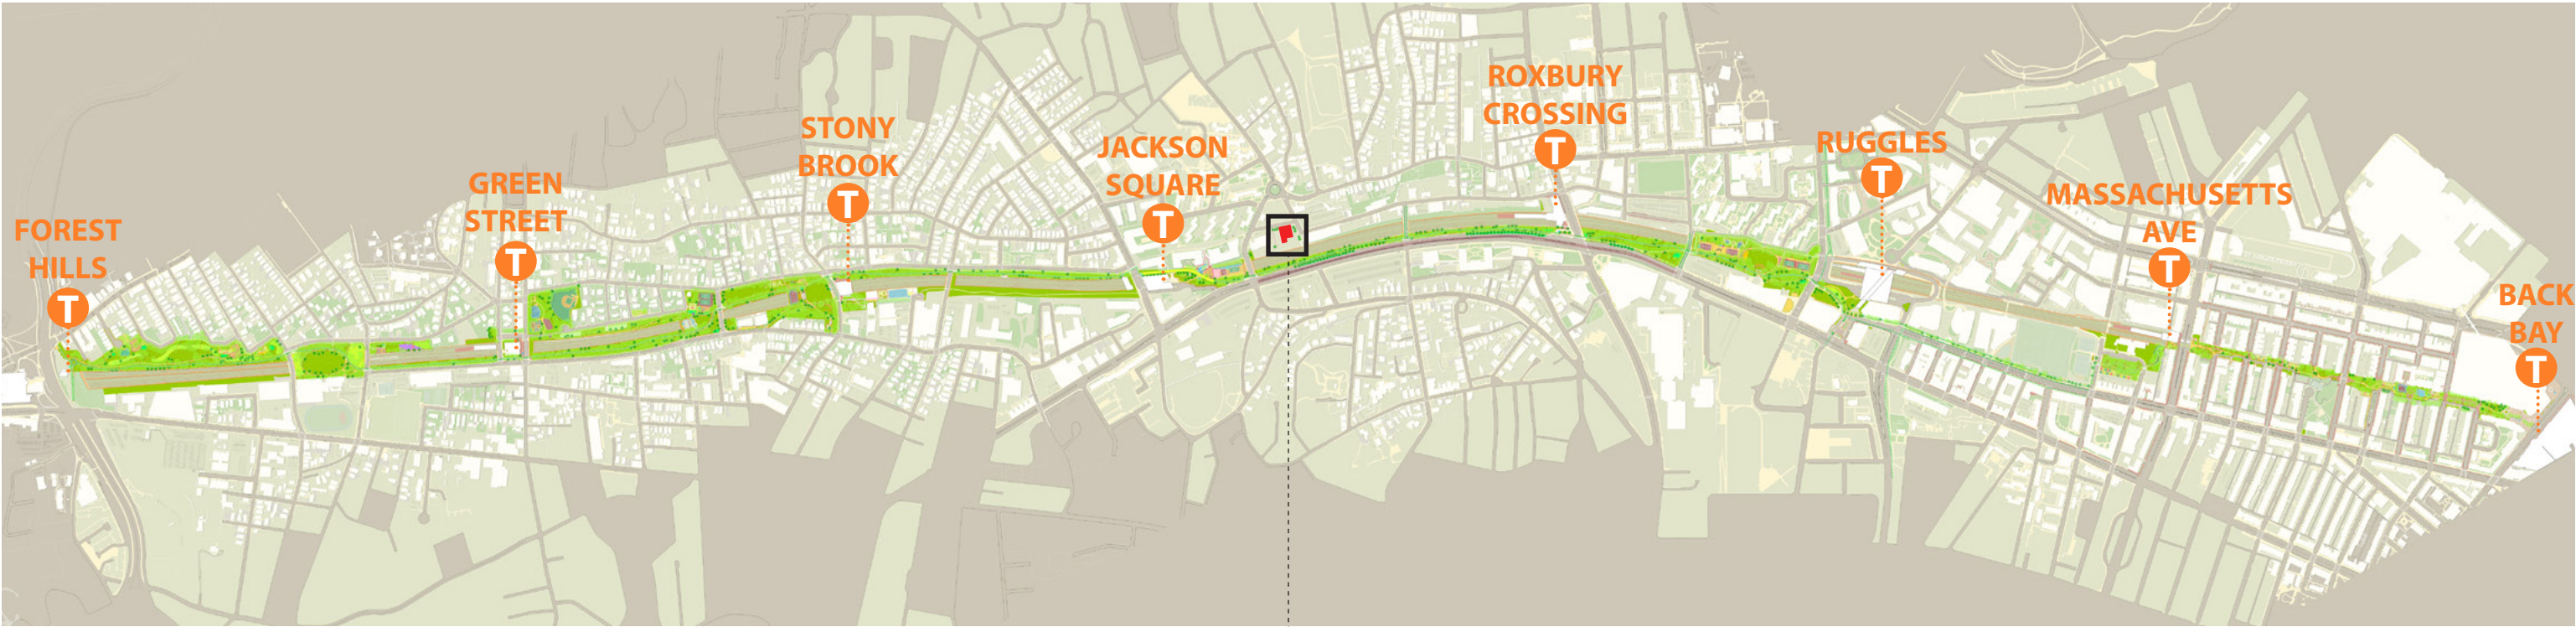 FOREST
HILLS
T
GREEN
STREET
T
STONY
BROOK
T
JACKSON
SQUARE
T
ROXBURY
CROSSING
T
RUGGLES
T
MASSACHUSETTS
AVE
T
BACK
BAY
T